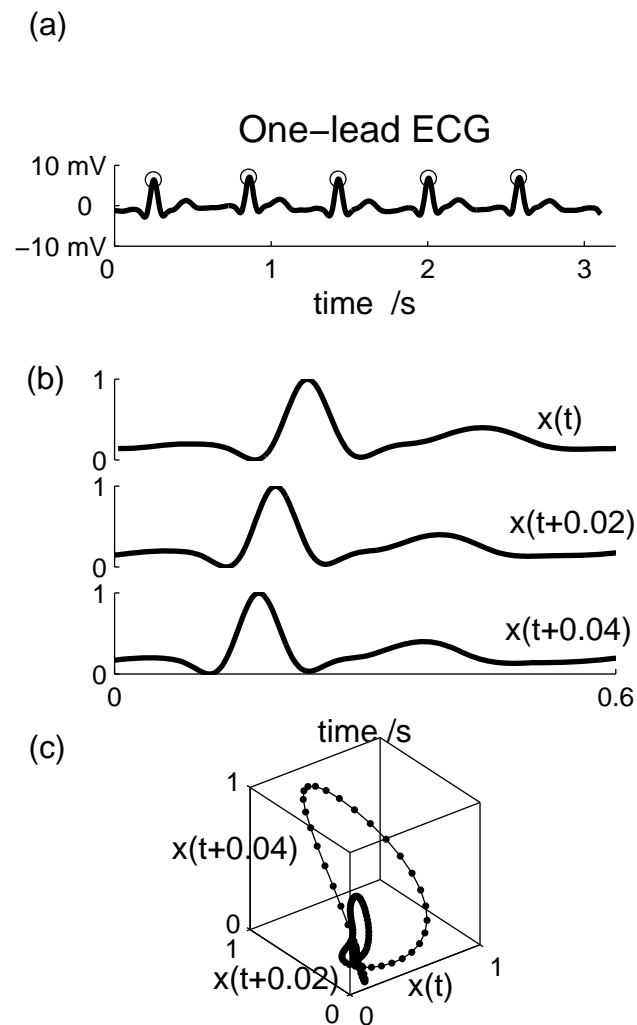 (a)
One−lead ECG
10 mV
0
−10 mV
0 1 2 3
time /s
(b)
1
x(t)
0
1
x(t+0.02)
0
1
x(t+0.04)
0
0 0.6
time /s
(c)
1
x(t+0.04)
0
1
1
x(t+0.02)
x(t)
0
0